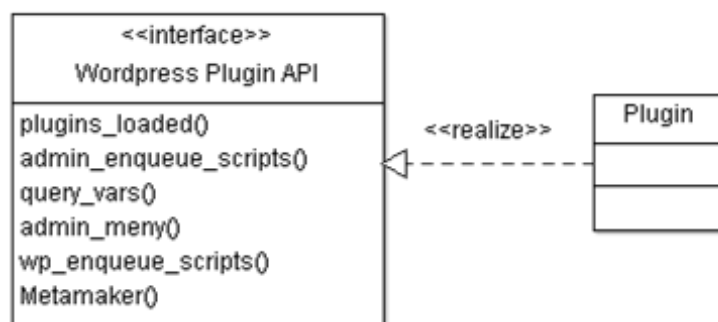 <<interface>>
Wordpress Plugin API
plugins_loaded()
admin_enqueue_scripts()
query_vars()
admin_meny()
wp_enqueue_scripts()
Metamaker()
<<realize>>
Plugin